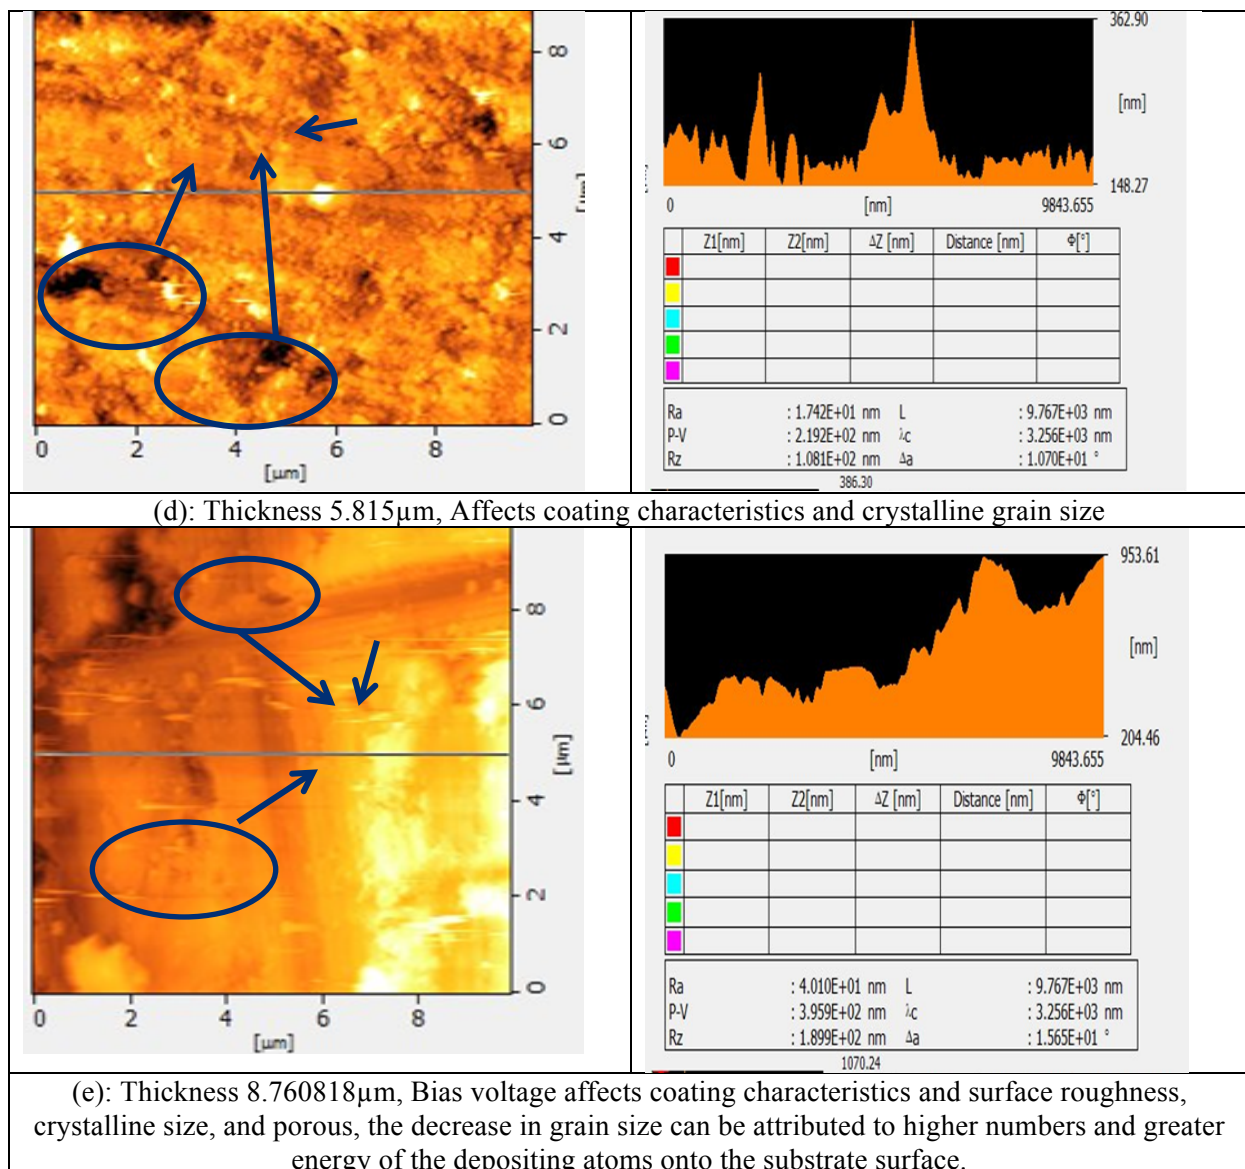 8
6
4
2
0
[µm]
0 2 4 6 8
[µm]
362.90
[nm]
148.27
0 [nm] 9843.655
Z1[nm] Z2[nm] ΔZ [nm] Distance [nm] Φ[°]
Ra : 1.742E+01 nm L : 9.767E+03 nm
P-V : 2.192E+02 nm λc : 3.256E+03 nm
Rz : 1.081E+02 nm Δa : 1.070E+01 °
386.30
(d): Thickness 5.815µm, Affects coating characteristics and crystalline grain size
8
6
4
2
0
[µm]
0 2 4 6 8
[µm]
953.61
[nm]
204.46
0 [nm] 9843.655
Z1[nm] Z2[nm] ΔZ [nm] Distance [nm] Φ[°]
Ra : 4.010E+01 nm L : 9.767E+03 nm
P-V : 3.959E+02 nm λc : 3.256E+03 nm
Rz : 1.899E+02 nm Δa : 1.565E+01 °
1070.24
(e): Thickness 8.760818µm, Bias voltage affects coating characteristics and surface roughness,
crystalline size, and porous, the decrease in grain size can be attributed to higher numbers and greater
energy of the depositing atoms onto the substrate surface.